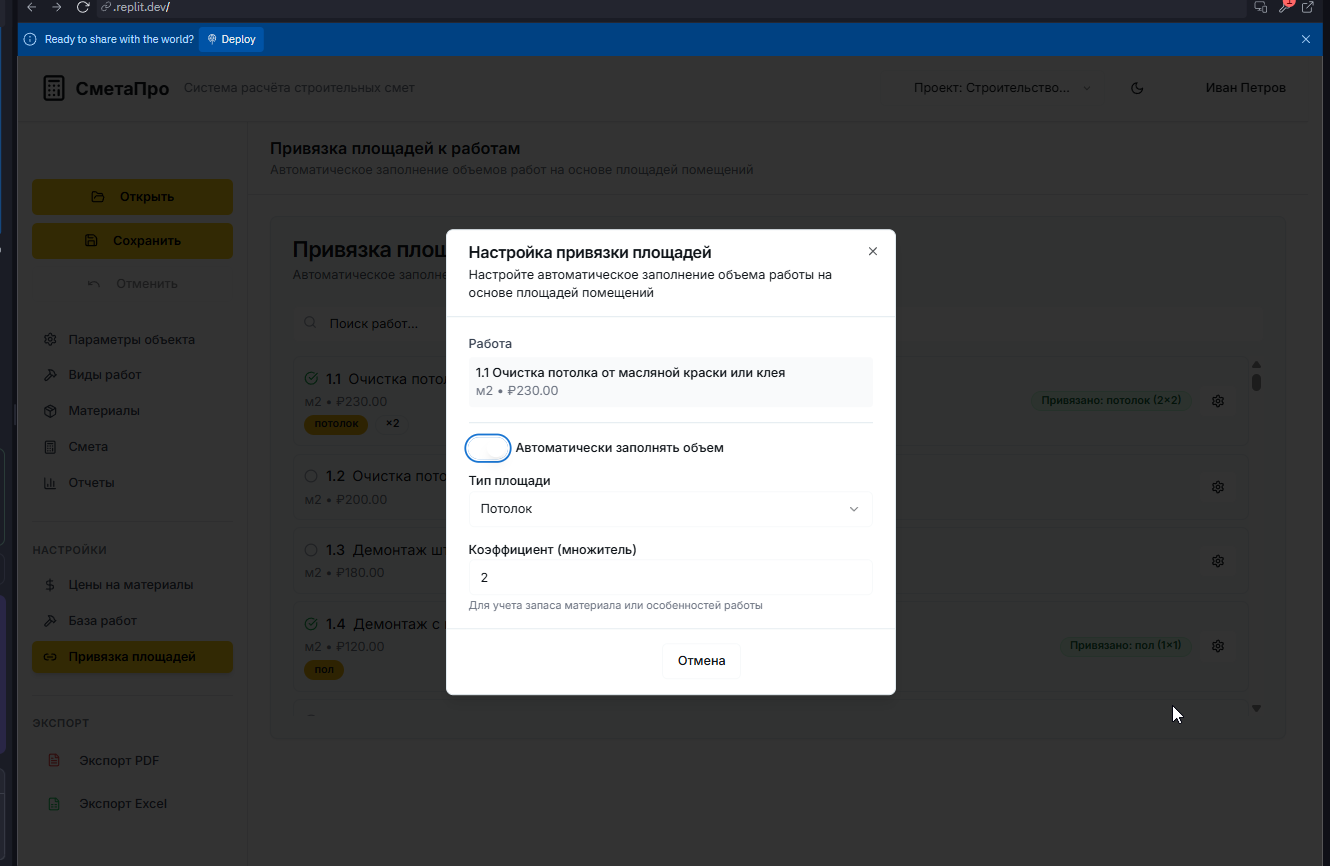 .replit.dev/
1
Ready to share with the world?
Deploy
СметаПро
Система расчёта строительных смет
Проект: Строительство...
Иван Петров
Открыть
Сохранить
Отменить
Параметры объекта
Виды работ
Материалы
Смета
Отчеты
НАСТРОЙКИ
Цены на материалы
База работ
Привязка площадей
ЭКСПОРТ
Экспорт PDF
Экспорт Excel
Привязка площадей к работам
Автоматическое заполнение объемов работ на основе площадей помещений
Привязка площ
Автоматическое заполне
Поиск работ...
1.1 Очистка потол
м2 • ₽230.00
потолок ×2
Привязано: потолок (2×2)
1.2 Очистка пото
м2 • ₽200.00
1.3 Демонтаж шт
м2 • ₽180.00
1.4 Демонтаж с
м2 • ₽120.00
пол
Привязано: пол (1×1)
Настройка привязки площадей
Настройте автоматическое заполнение объема работы на
основе площадей помещений
Работа
1.1 Очистка потолка от масляной краски или клея
м2 • ₽230.00
Автоматически заполнять объем
Тип площади
Потолок
Коэффициент (множитель)
2
Для учета запаса материала или особенностей работы
Отмена